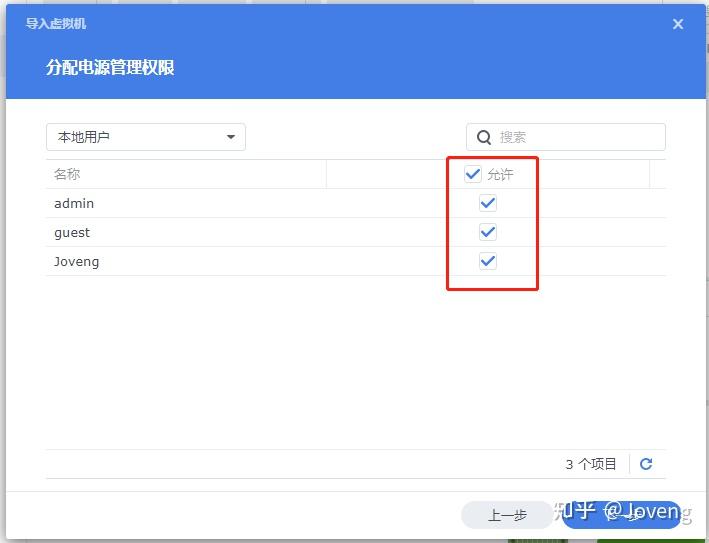 导入虚拟机
分配电源管理权限
本地用户
搜索
名称
允许
admin
guest
Joveng
3 个项目
上一步
知乎 @Joveng